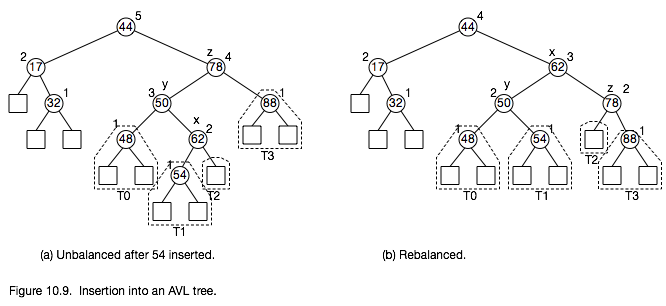 44 5 44 4
z x
2 17 78 4 2 17 62 3
y y z
3 50 88 1 2 50 78 2
32 1 32 1
x
1 48 62 2 1 48 54 1 88 1
T3 T2
1 54
T0 T2 T0 T1 T3
T1
(a) Unbalanced after 54 inserted. (b) Rebalanced.
Figure 10.9. Insertion into an AVL tree.